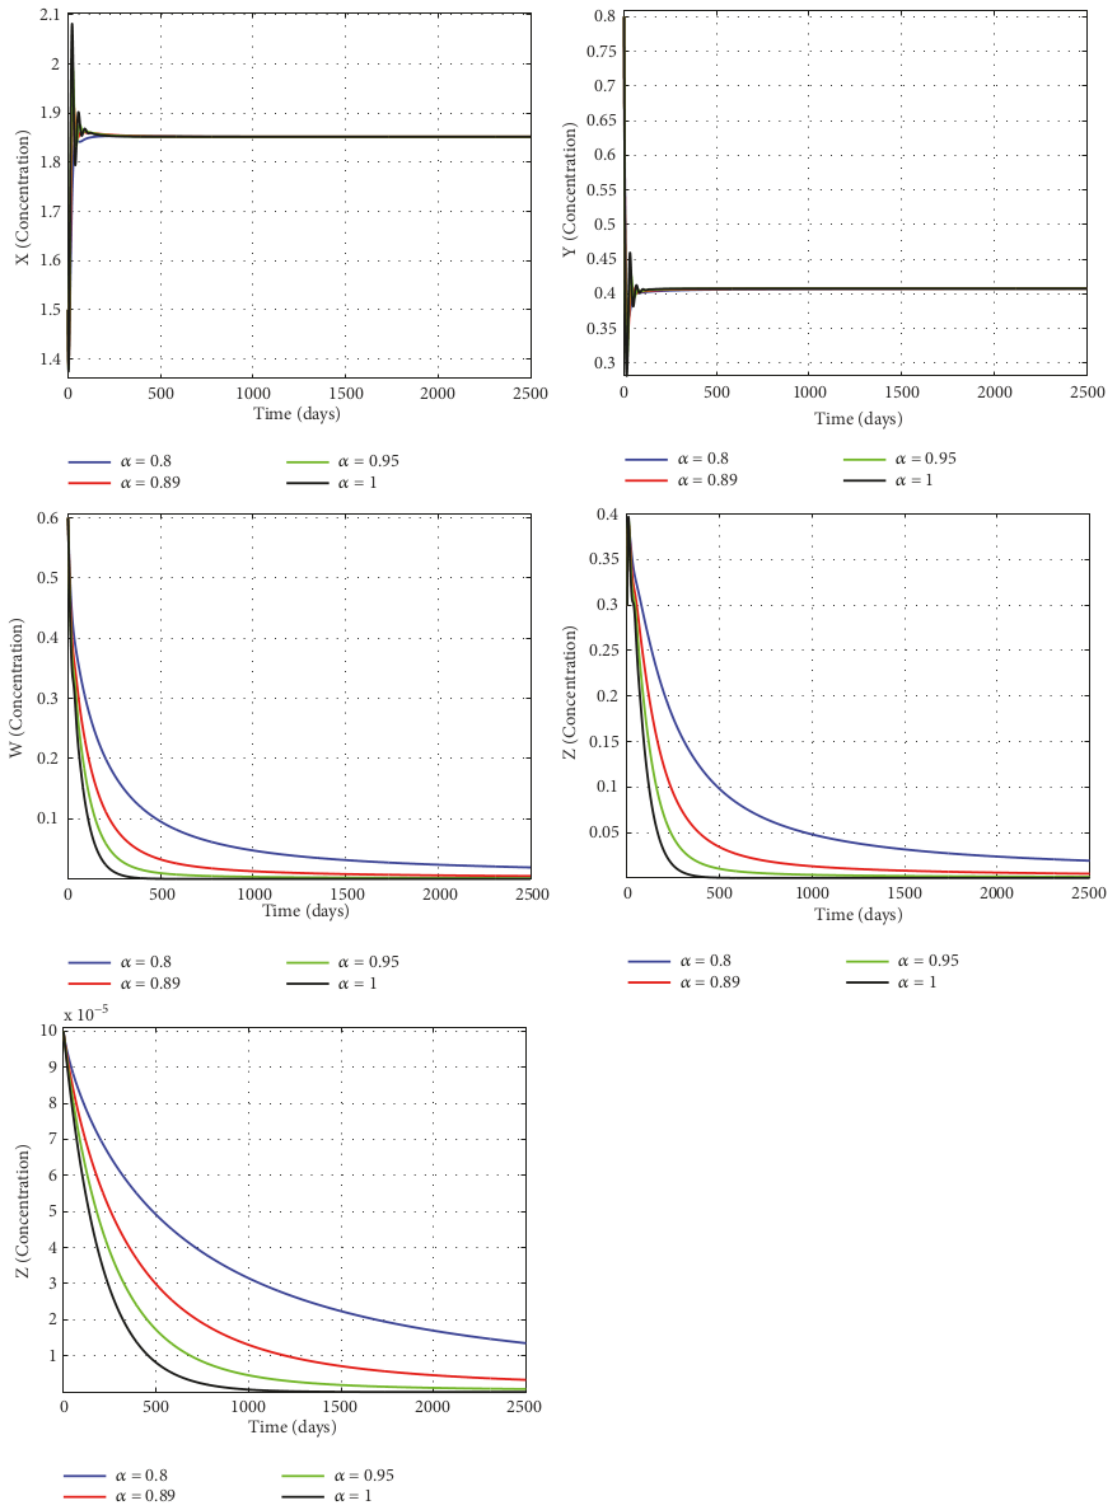 2.1
2
1.9
1.8
1.7
1.6
1.5
1.4
X (Concentration)
0 500 1000 1500 2000 2500
Time (days)
α = 0.8
α = 0.89
α = 0.95
α = 1
0.8
0.75
0.7
0.65
0.6
0.55
0.5
0.45
0.4
0.35
0.3
Y (Concentration)
0 500 1000 1500 2000 2500
Time (days)
α = 0.8
α = 0.89
α = 0.95
α = 1
0.6
0.5
0.4
0.3
0.2
0.1
W (Concentration)
0 500 1000 1500 2000 2500
Time (days)
α = 0.8
α = 0.89
α = 0.95
α = 1
0.4
0.35
0.3
0.25
0.2
0.15
0.1
0.05
Z (Concentration)
0 500 1000 1500 2000 2500
Time (days)
α = 0.8
α = 0.89
α = 0.95
α = 1
x 10⁻⁵
10
9
8
7
6
5
4
3
2
1
Z (Concentration)
0 500 1000 1500 2000 2500
Time (days)
α = 0.8
α = 0.89
α = 0.95
α = 1